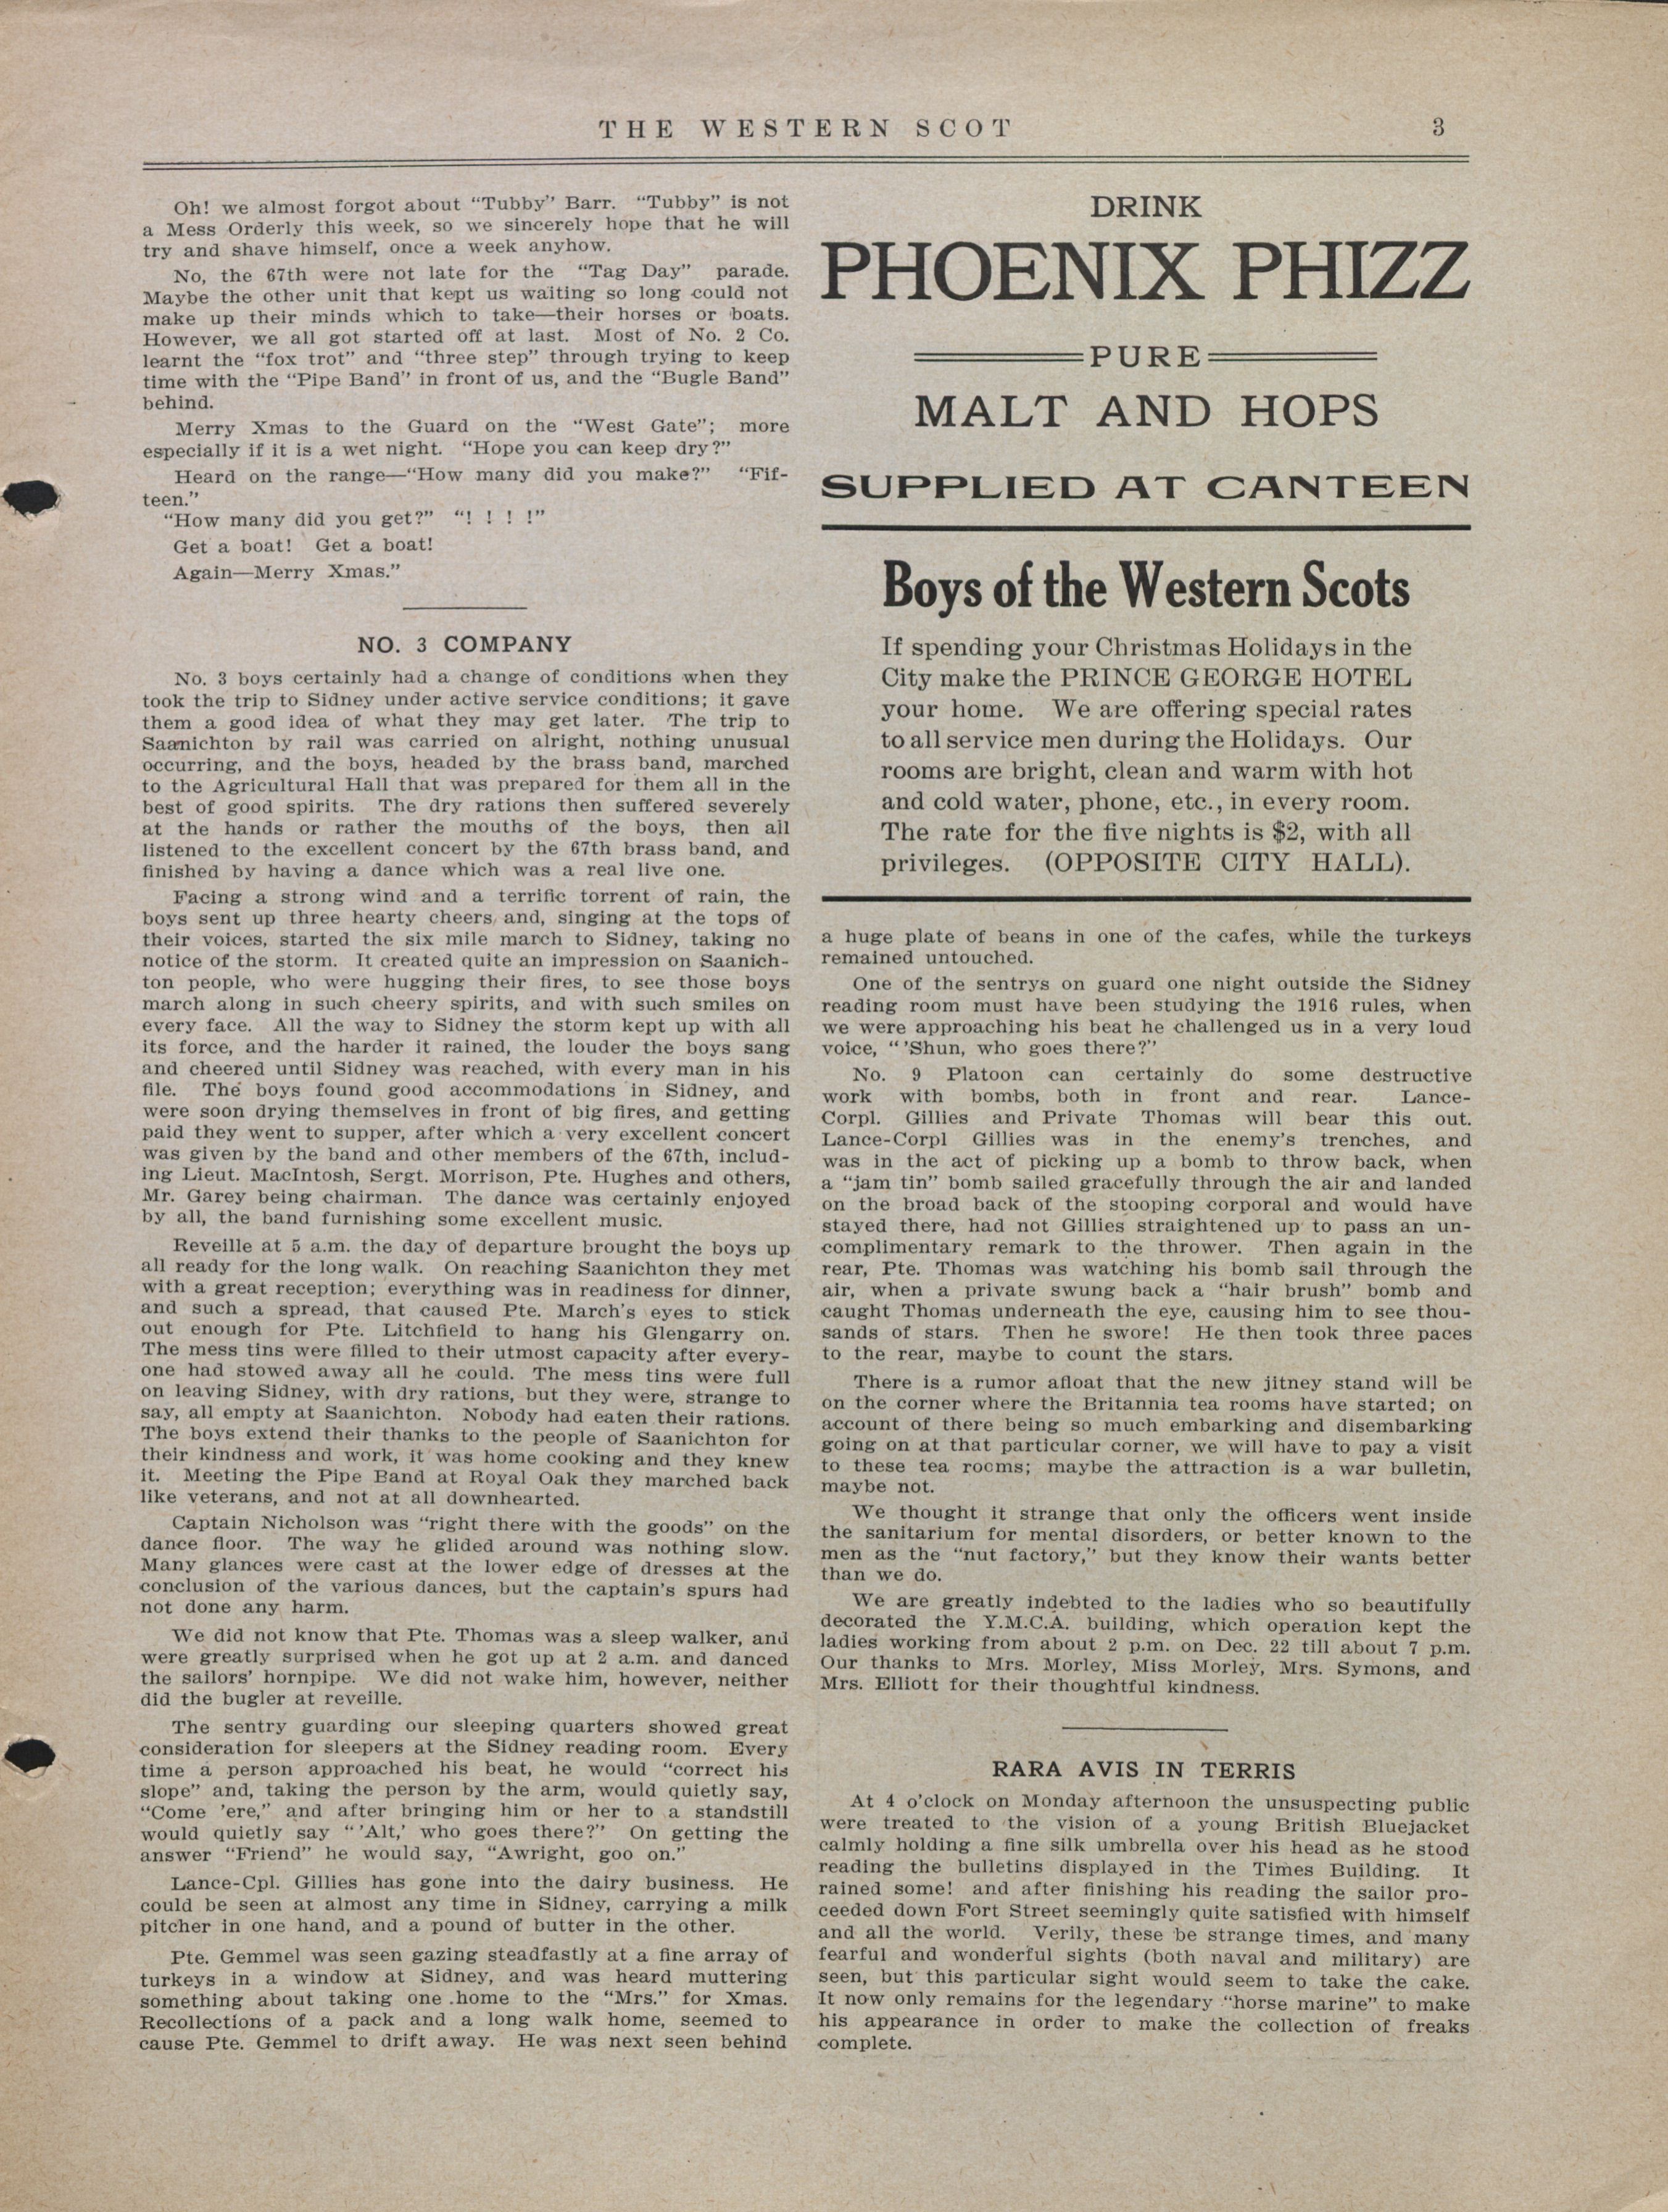 THE WESTERN SCOT
3
Oh! we almost forgot about "Tubby" Barr. "Tubby" is not
a Mess Orderly this week, so we sincerely hope that he will
try and shave himself, once a week anyhow.
No, the 67th were not late for the "Tag Day" parade.
Maybe the other unit that kept us waiting so long could not
make up their minds which to take—their horses or boats.
However, we all got started off at last. Most of No. 2 Co.
learnt the "fox trot" and "three step" through trying to keep
time with the "Pipe Band" in front of us, and the "Bugle Band"
behind.
Merry Xmas to the Guard on the "West Gate"; more
especially if it is a wet night. "Hope you can keep dry?"
Heard on the range—"How many did you make?" "Fif-
teen."
"How many did you get?" "! ! ! !"
Get a boat! Get a boat!
Again—Merry Xmas."
NO. 3 COMPANY
No. 3 boys certainly had a change of conditions when they
took the trip to Sidney under active service conditions; it gave
them a good idea of what they may get later. The trip to
Saanichton by rail was carried on alright, nothing unusual
occurring, and the boys, headed by the brass band, marched
to the Agricultural Hall that was prepared for them all in the
best of good spirits. The dry rations then suffered severely
at the hands or rather the mouths of the boys, then all
listened to the excellent concert by the 67th brass band, and
finished by having a dance which was a real live one.
Facing a strong wind and a terrific torrent of rain, the
boys sent up three hearty cheers, and, singing at the tops of
their voices, started the six mile march to Sidney, taking no
notice of the storm. It created quite an impression on Saanich-
ton people, who were hugging their fires, to see those boys
march along in such cheery spirits, and with such smiles on
every face. All the way to Sidney the storm kept up with all
its force, and the harder it rained, the louder the boys sang
and cheered until Sidney was reached, with every man in his
file. The boys found good accommodations in Sidney, and
were soon drying themselves in front of big fires, and getting
paid they went to supper, after which a very excellent concert
was given by the band and other members of the 67th, includ-
ing Lieut. MacIntosh, Sergt. Morrison, Pte. Hughes and others,
Mr. Garey being chairman. The dance was certainly enjoyed
by all, the band furnishing some excellent music.
Reveille at 5 a.m. the day of departure brought the boys up
all ready for the long walk. On reaching Saanichton they met
with a great reception; everything was in readiness for dinner,
and such a spread, that caused Pte. March's eyes to stick
out enough for Pte. Litchfield to hang his Glengarry on.
The mess tins were filled to their utmost capacity after every-
one had stowed away all he could. The mess tins were full
on leaving Sidney, with dry rations, but they were, strange to
say, all empty at Saanichton. Nobody had eaten their rations.
The boys extend their thanks to the people of Saanichton for
their kindness and work, it was home cooking and they knew
it. Meeting the Pipe Band at Royal Oak they marched back
like veterans, and not at all downhearted.
Captain Nicholson was "right there with the goods" on the
dance floor. The way he glided around was nothing slow.
Many glances were cast at the lower edge of dresses at the
conclusion of the various dances, but the captain's spurs had
not done any harm.
We did not know that Pte. Thomas was a sleep walker, and
were greatly surprised when he got up at 2 a.m. and danced
the sailors' hornpipe. We did not wake him, however, neither
did the bugler at reveille.
The sentry guarding our sleeping quarters showed great
consideration for sleepers at the Sidney reading room. Every
time a person approached his beat, he would "correct his
slope" and, taking the person by the arm, would quietly say,
"Come 'ere," and after bringing him or her to a standstill
would quietly say "'Alt,' who goes there?" On getting the
answer "Friend" he would say, "Awright, goo on."
Lance-Cpl. Gillies has gone into the dairy business. He
could be seen at almost any time in Sidney, carrying a milk
pitcher in one hand, and a pound of butter in the other.
Pte. Gemmel was seen gazing steadfastly at a fine array of
turkeys in a window at Sidney, and was heard muttering
something about taking one home to the "Mrs." for Xmas.
Recollections of a pack and a long walk home, seemed to
cause Pte. Gemmel to drift away. He was next seen behind
DRINK
PHOENIX PHIZZ
PURE
MALT AND HOPS
SUPPLIED AT CANTEEN
Boys of the Western Scots
If spending your Christmas Holidays in the
City make the PRINCE GEORGE HOTEL
your home. We are offering special rates
to all service men during the Holidays. Our
rooms are bright, clean and warm with hot
and cold water, phone, etc., in every room.
The rate for the five nights is $2, with all
privileges. (OPPOSITE CITY HALL).
a huge plate of beans in one of the cafes, while the turkeys
remained untouched.
One of the sentrys on guard one night outside the Sidney
reading room must have been studying the 1916 rules, when
we were approaching his beat he challenged us in a very loud
voice, "'Shun, who goes there?"
No. 9 Platoon can certainly do some destructive
work with bombs, both in front and rear. Lance-
Corpl. Gillies and Private Thomas will bear this out.
Lance-Corpl Gillies was in the enemy's trenches, and
was in the act of picking up a bomb to throw back, when
a "jam tin" bomb sailed gracefully through the air and landed
on the broad back of the stooping corporal and would have
stayed there, had not Gillies straightened up to pass an un-
complimentary remark to the thrower. Then again in the
rear, Pte. Thomas was watching his bomb sail through the
air, when a private swung back a "hair brush" bomb and
caught Thomas underneath the eye, causing him to see thou-
sands of stars. Then he swore! He then took three paces
to the rear, maybe to count the stars.
There is a rumor afloat that the new jitney stand will be
on the corner where the Britannia tea rooms have started; on
account of there being so much embarking and disembarking
going on at that particular corner, we will have to pay a visit
to these tea rooms; maybe the attraction is a war bulletin,
maybe not.
We thought it strange that only the officers went inside
the sanitarium for mental disorders, or better known to the
men as the "nut factory," but they know their wants better
than we do.
We are greatly indebted to the ladies who so beautifully
decorated the Y.M.C.A. building, which operation kept the
ladies working from about 2 p.m. on Dec. 22 till about 7 p.m.
Our thanks to Mrs. Morley, Miss Morley, Mrs. Symons, and
Mrs. Elliott for their thoughtful kindness.
RARA AVIS IN TERRIS
At 4 o'clock on Monday afternoon the unsuspecting public
were treated to the vision of a young British Bluejacket
calmly holding a fine silk umbrella over his head as he stood
reading the bulletins displayed in the Times Building. It
rained some! and after finishing his reading the sailor pro-
ceeded down Fort Street seemingly quite satisfied with himself
and all the world. Verily, these be strange times, and many
fearful and wonderful sights (both naval and military) are
seen, but this particular sight would seem to take the cake.
It now only remains for the legendary "horse marine" to make
his appearance in order to make the collection of freaks
complete.